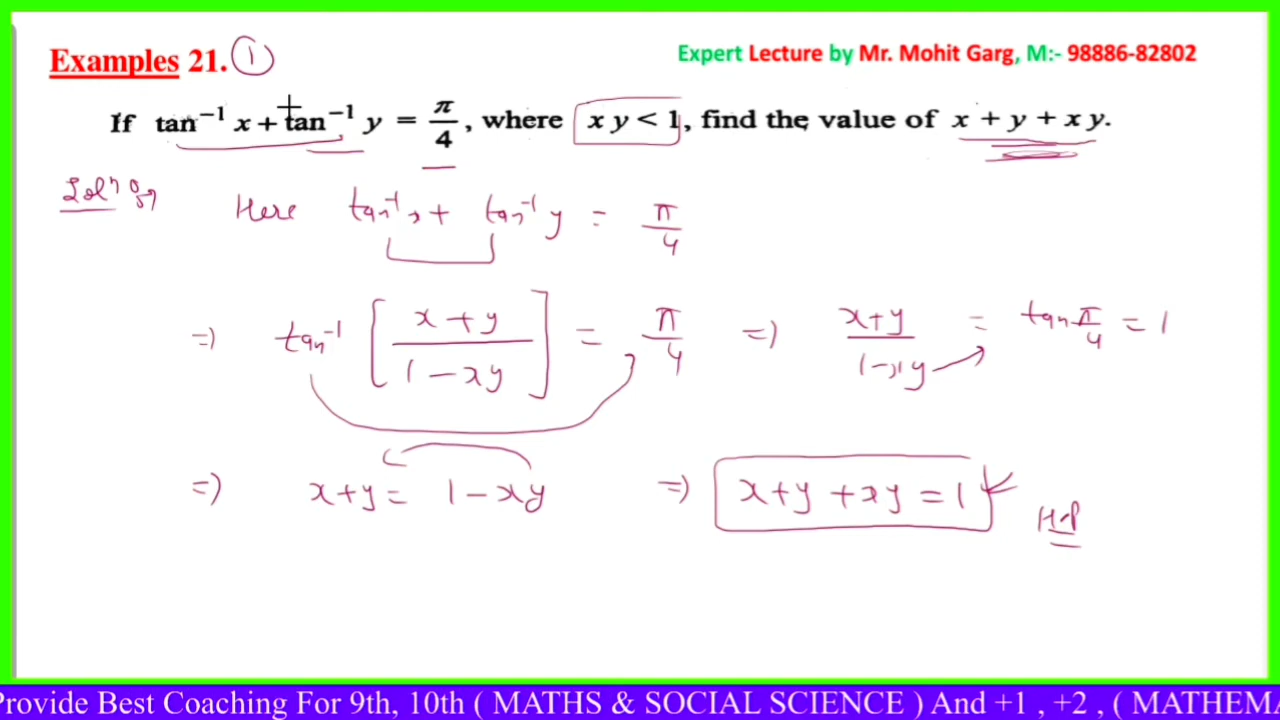 Examples 21. ①
Expert Lecture by Mr. Mohit Garg, M:- 98886-82802
If tan⁻¹ x + tan⁻¹ y = π/4, where x y < 1, find the value of x + y + x y.
Solⁿ Here tan⁻¹x + tan⁻¹y = π/4
⇒ tan⁻¹ [ x+y / 1-xy ] = π/4 ⇒ x+y / 1-xy = tan π/4 = 1
⇒ x+y = 1-xy ⇒ x+y+xy = 1
Provide Best Coaching For 9th, 10th ( MATHS & SOCIAL SCIENCE ) And +1 , +2 , ( MATHEMA